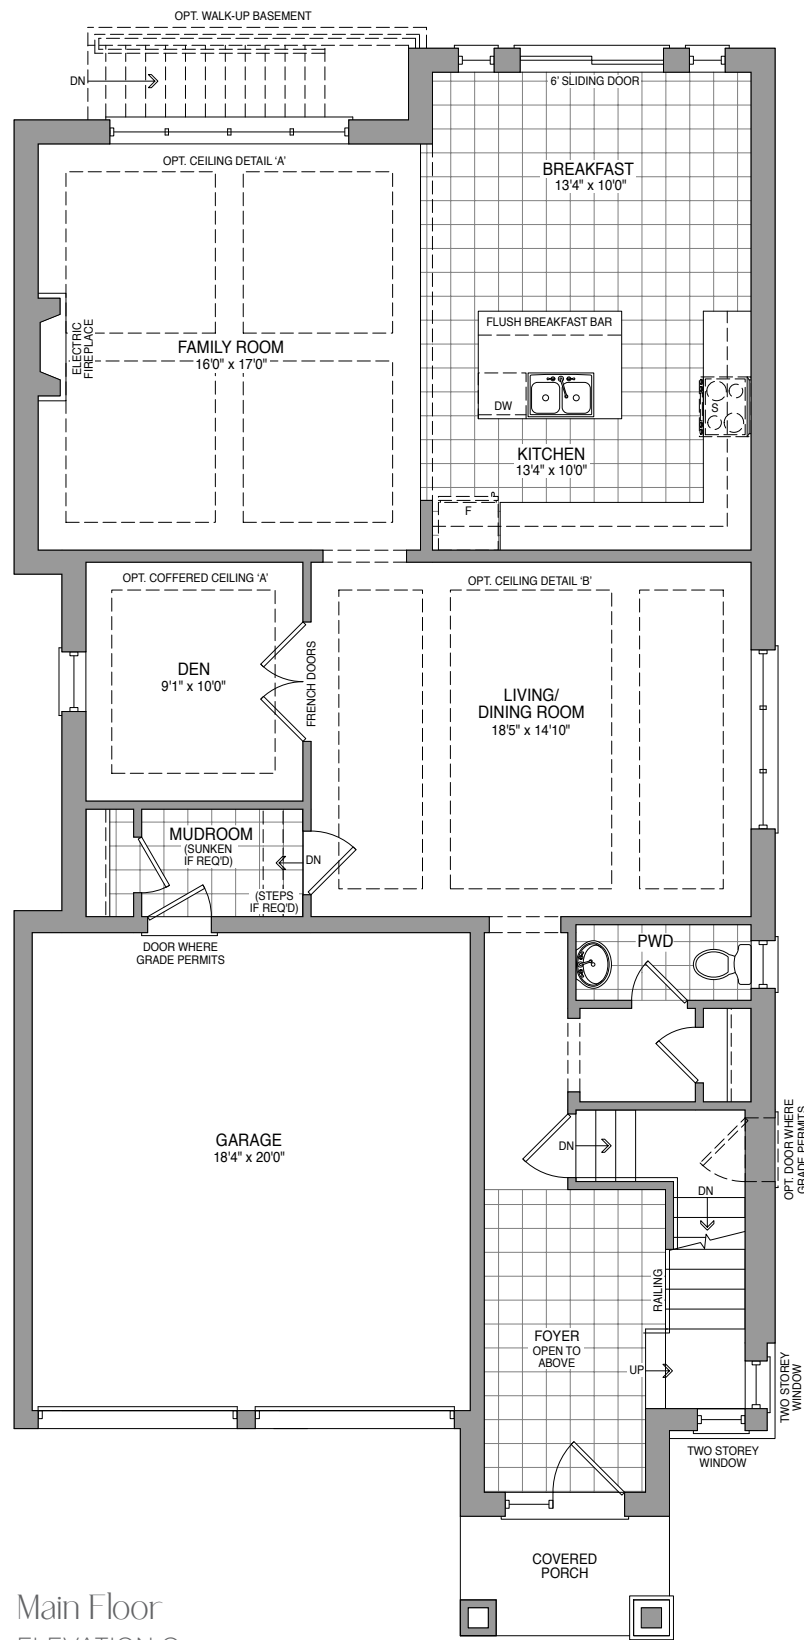 OPT. WALK-UP BASEMENT
DN
6' SLIDING DOOR
OPT. CEILING DETAIL 'A'
BREAKFAST
13'4" x 10'0"
ELECTRIC
FIREPLACE
FAMILY ROOM
16'0" x 17'0"
FLUSH BREAKFAST BAR
DW
S
KITCHEN
13'4" x 10'0"
F
OPT. COFFERED CEILING 'A'
OPT. CEILING DETAIL 'B'
DEN
9'1" x 10'0"
FRENCH DOORS
LIVING/
DINING ROOM
18'5" x 14'10"
MUDROOM
(SUNKEN
IF REQ'D)
DN
(STEPS
IF REQ'D)
DOOR WHERE
GRADE PERMITS
PWD
GARAGE
18'4" x 20'0"
DN
OPT. DOOR WHERE
GRADE PERMITS
DN
RAILING
FOYER
OPEN TO
ABOVE
UP
TWO STOREY
WINDOW
TWO STOREY
WINDOW
COVERED
PORCH
Main Floor
ELEVATION C